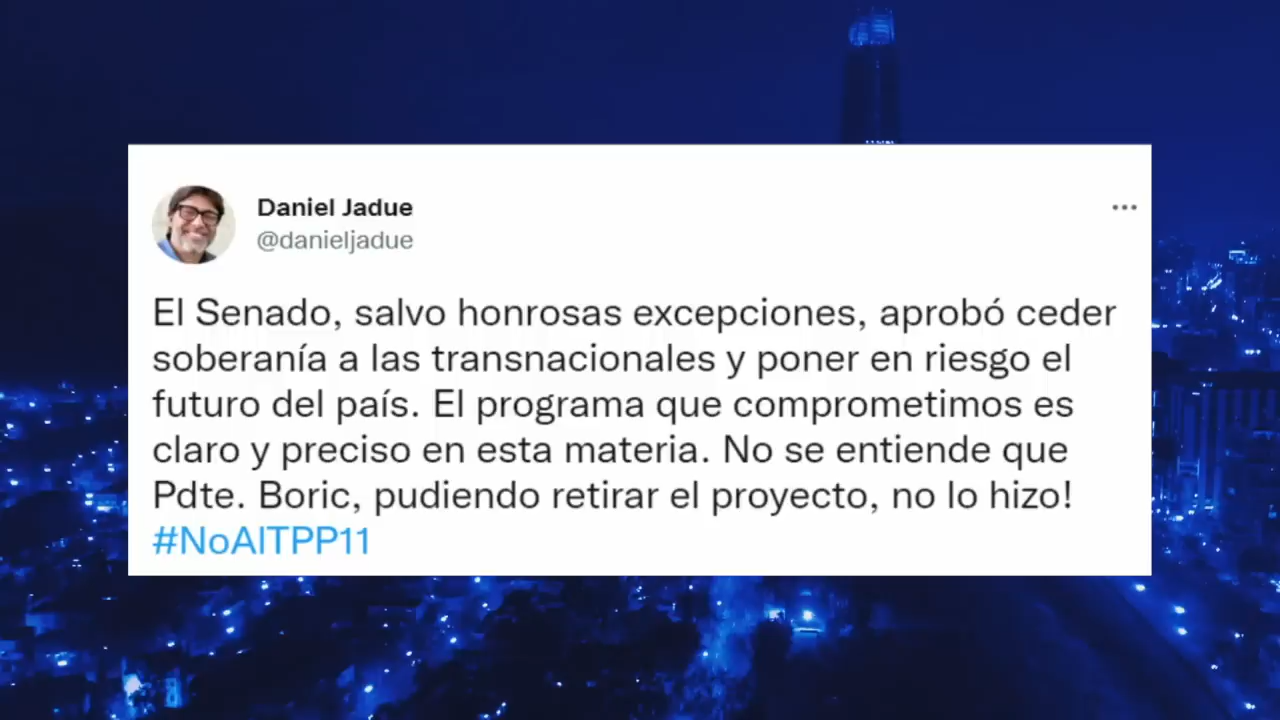 Daniel Jadue
@danieljadue
El Senado, salvo honrosas excepciones, aprobó ceder
soberanía a las transnacionales y poner en riesgo el
futuro del país. El programa que comprometimos es
claro y preciso en esta materia. No se entiende que
Pdte. Boric, pudiendo retirar el proyecto, no lo hizo!
#NoAlTPP11